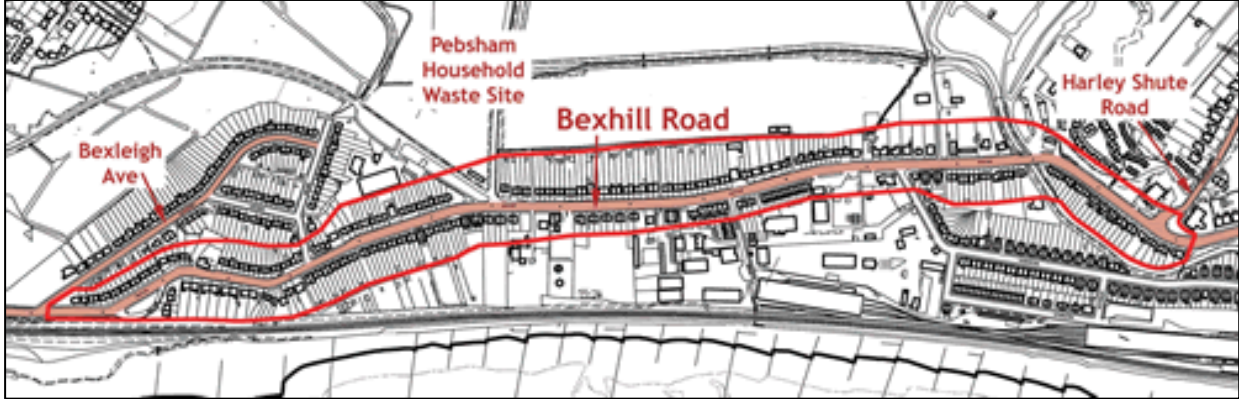 Pebsham
Household
Waste Site
Bexhill Road
Harley Shute
Road
Bexleigh
Ave